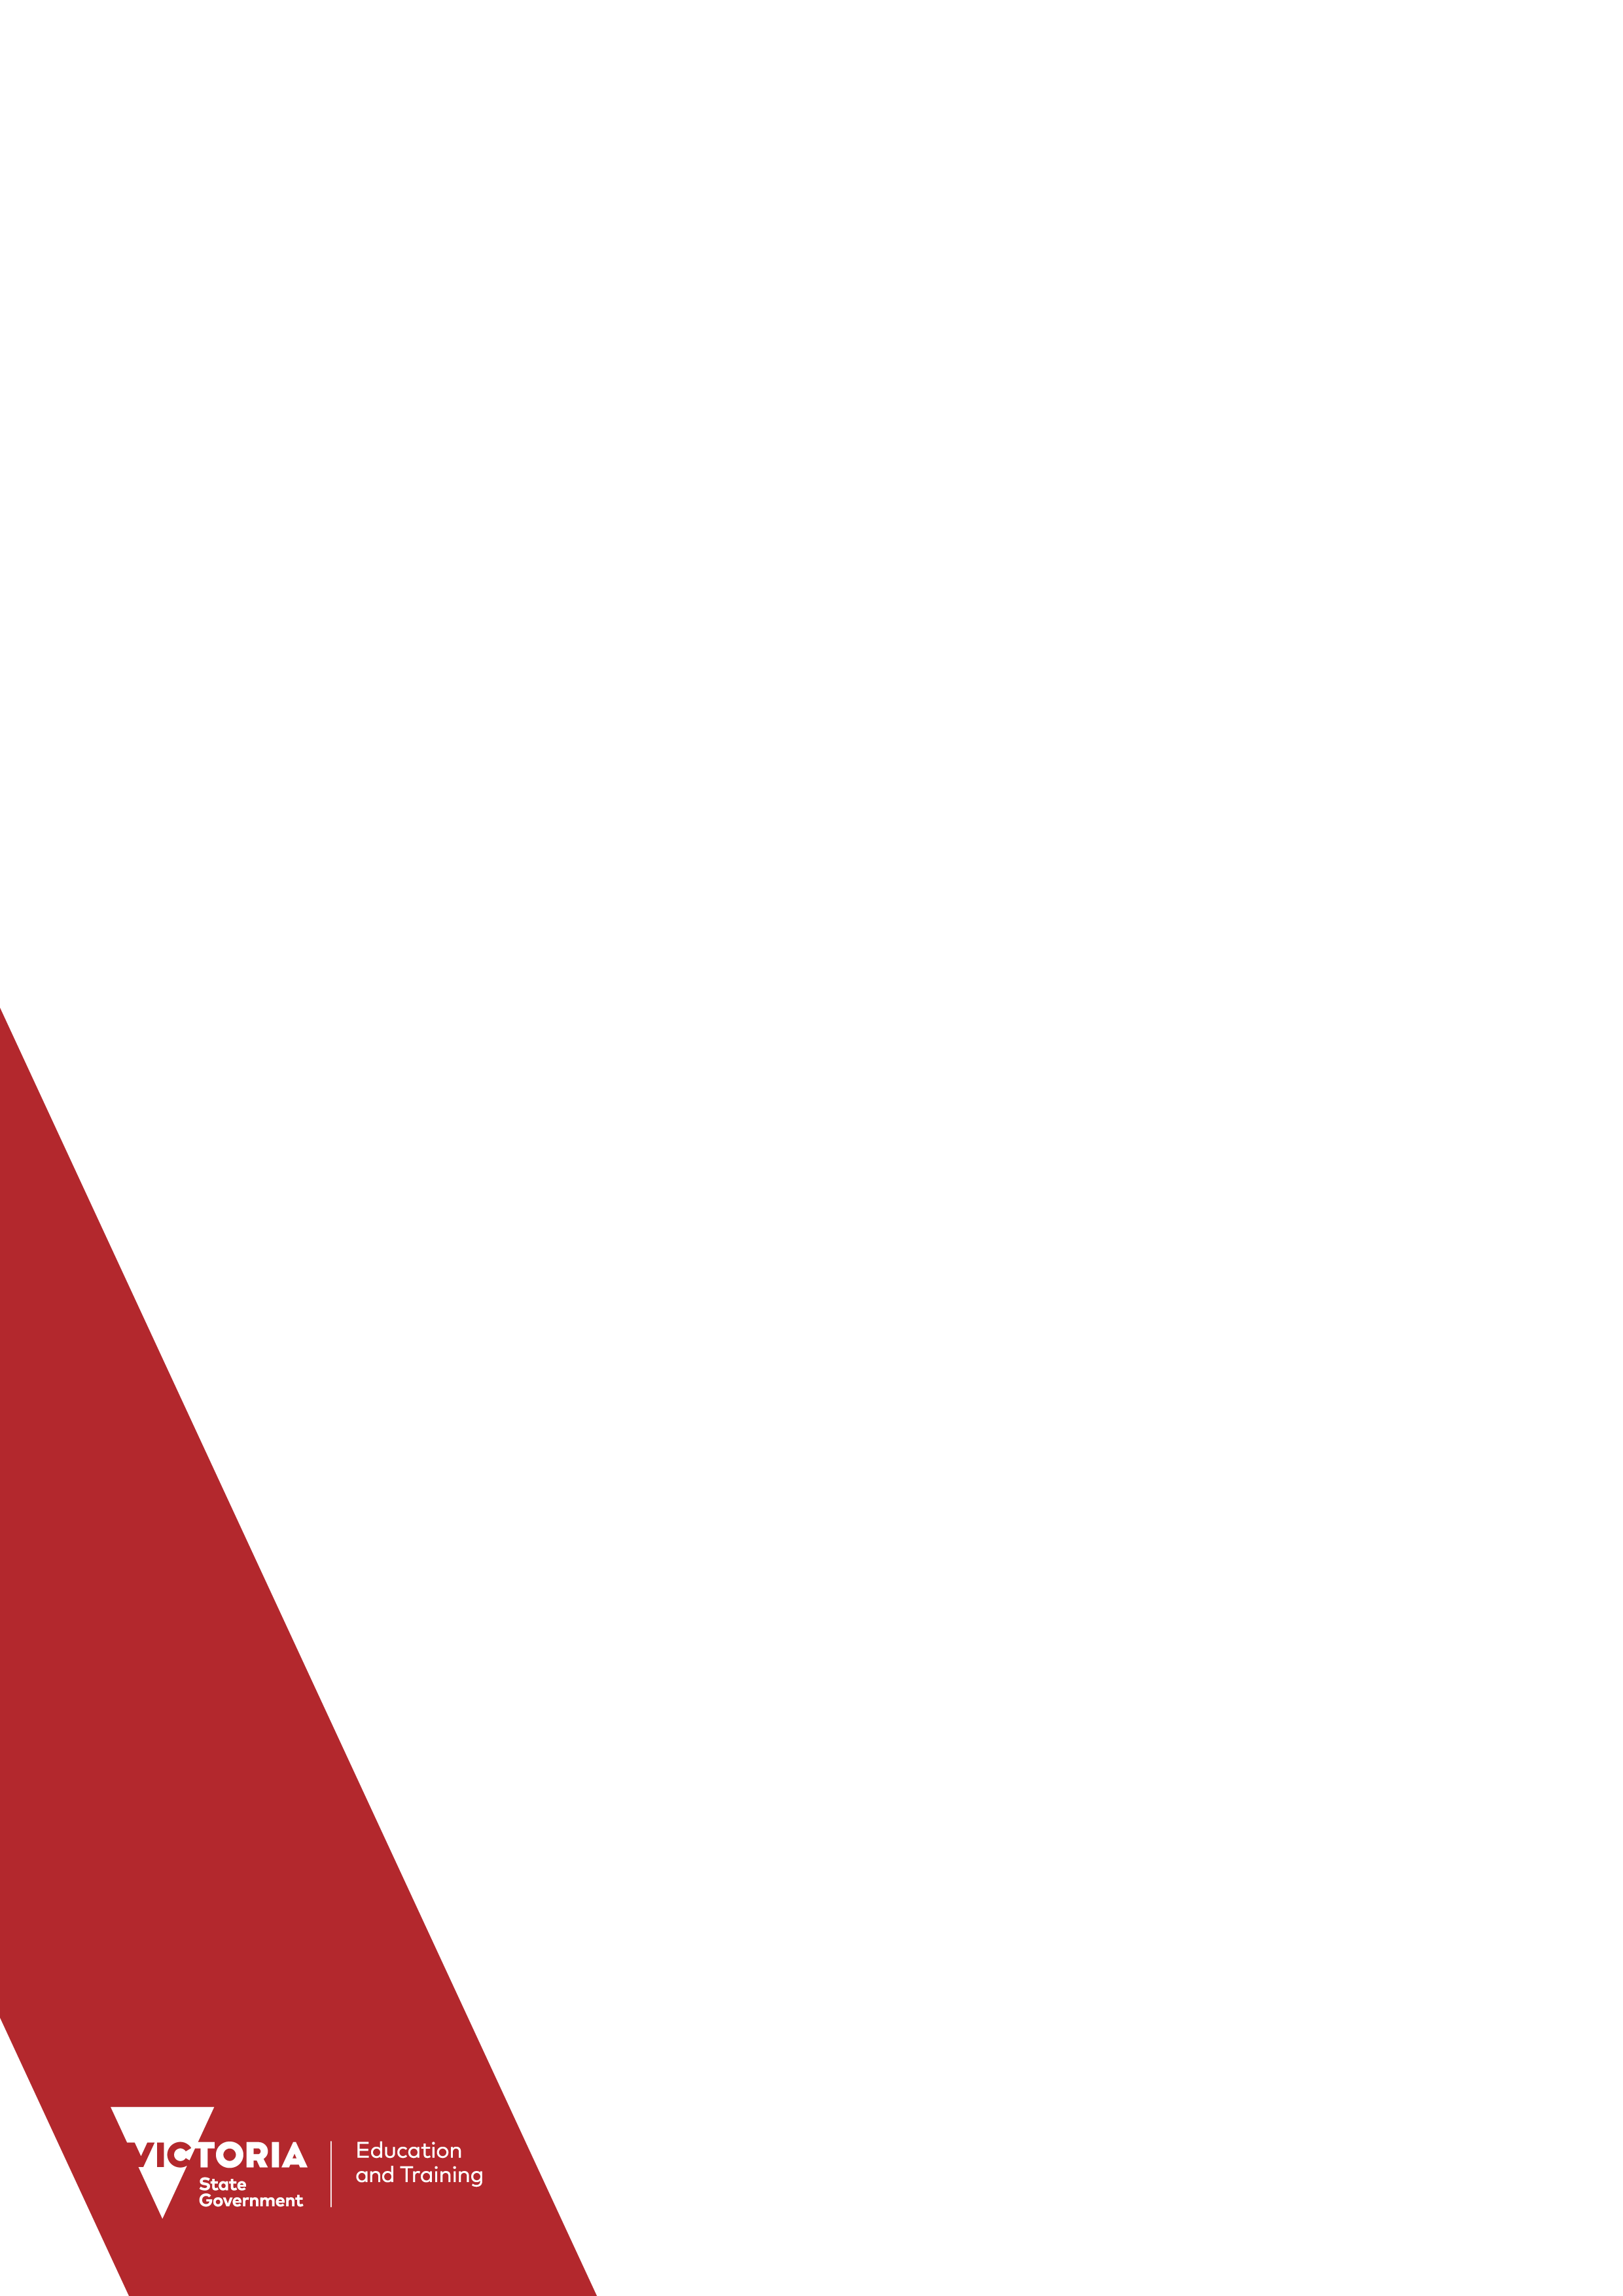 VICTORIA
State
Government
Education
and Training